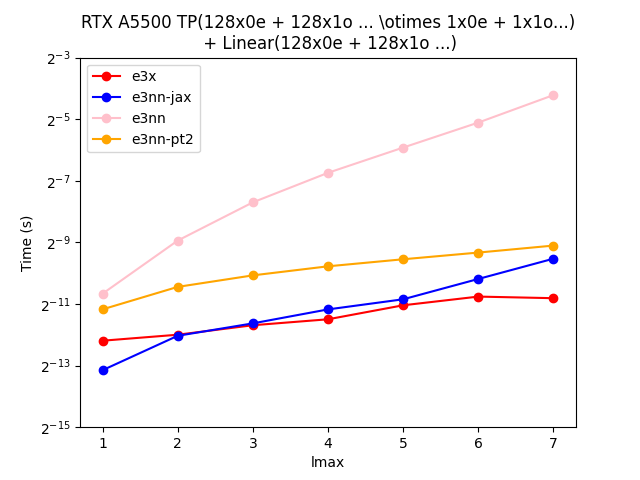 RTX A5500 TP(128x0e + 128x1o ... \otimes 1x0e + 1x1o...)
+ Linear(128x0e + 128x1o ...)
e3x
e3nn-jax
e3nn
e3nn-pt2
Time (s)
2⁻³
2⁻⁵
2⁻⁷
2⁻⁹
2⁻¹¹
2⁻¹³
2⁻¹⁵
1 2 3 4 5 6 7
lmax